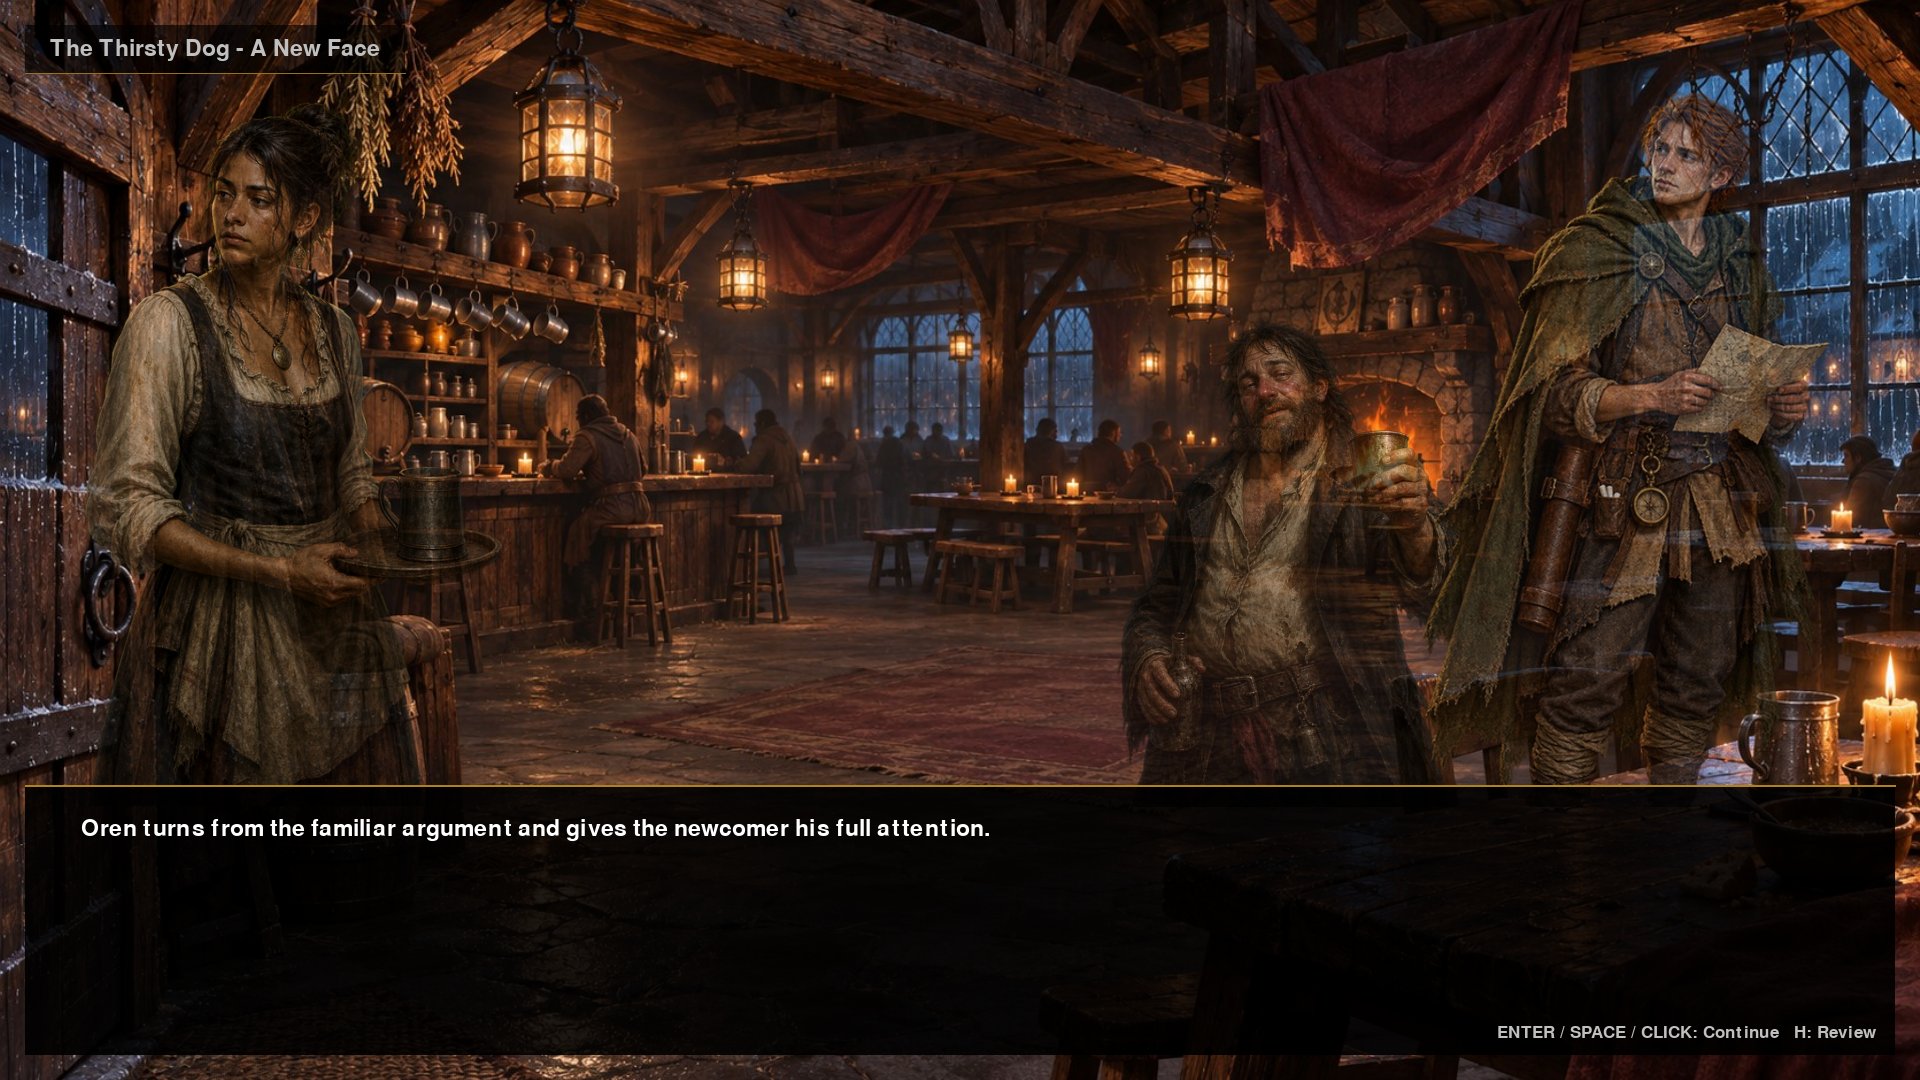 The Thirsty Dog - A New Face
Oren turns from the familiar argument and gives the newcomer his full attention.
ENTER / SPACE / CLICK: Continue H: Review